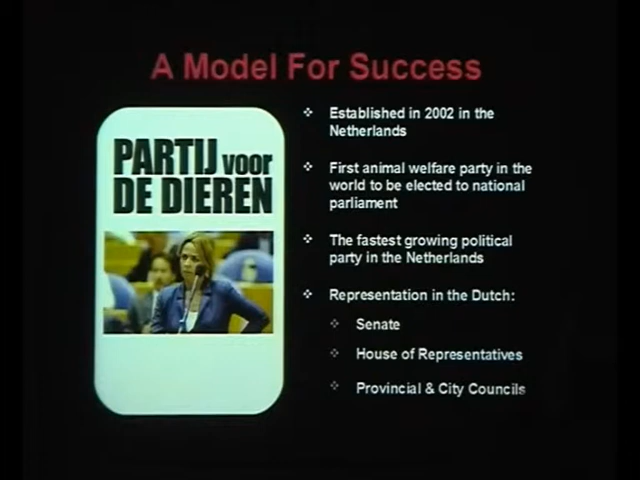 A Model For Success
PARTIJ voor
DE DIEREN
Established in 2002 in the
Netherlands
First animal welfare party in the
world to be elected to national
parliament
The fastest growing political
party in the Netherlands
Representation in the Dutch:
Senate
House of Representatives
Provincial & City Councils